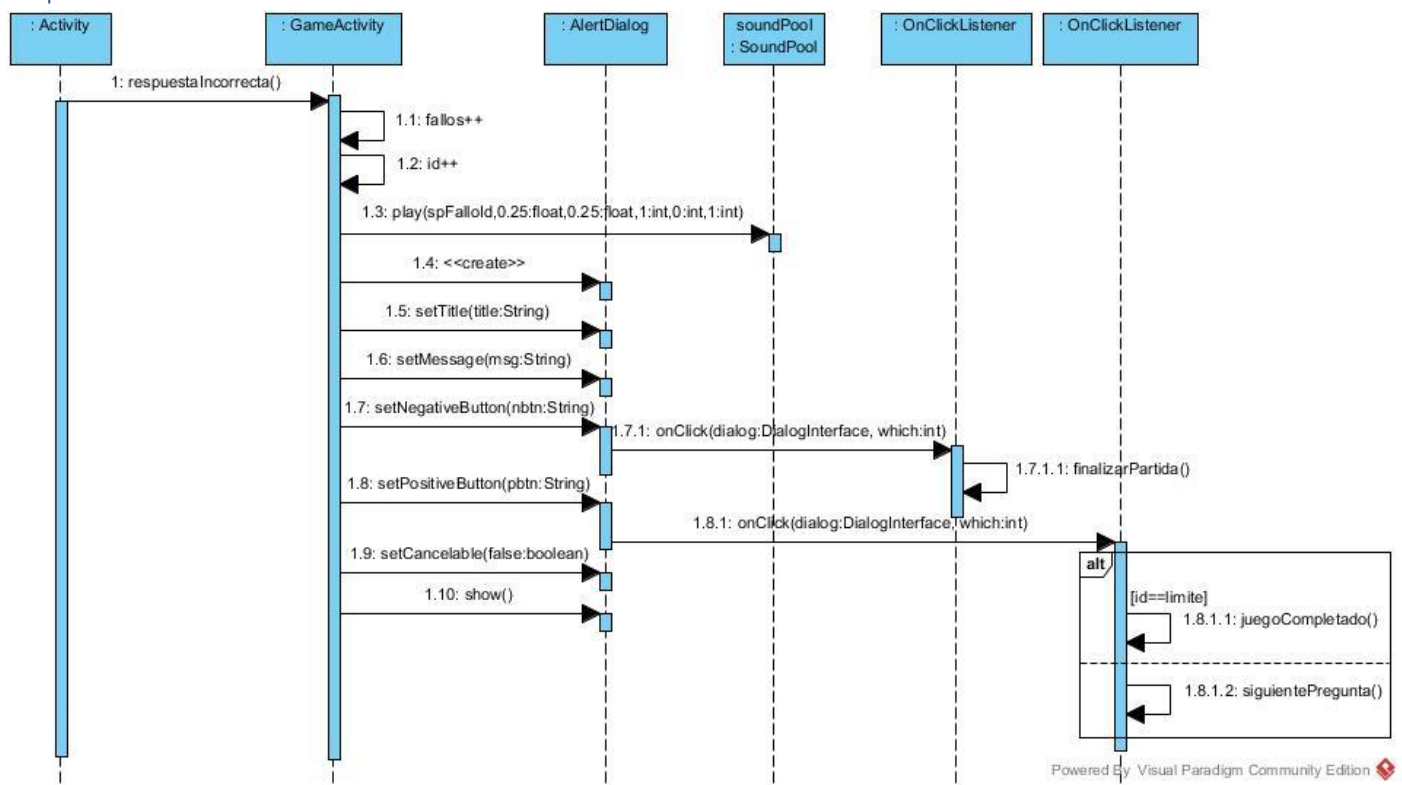 : Activity
: GameActivity
: AlertDialog
soundPool
: SoundPool
: OnClickListener
: OnClickListener
1: respuestaIncorrecta()
1.1: fallos++
1.2: id++
1.3: play(spFalloId,0.25:float,0.25:float,1:int,0:int,1:int)
1.4: <<create>>
1.5: setTitle(title:String)
1.6: setMessage(msg:String)
1.7: setNegativeButton(nbtn:String)
1.7.1: onClick(dialog:DialogInterface, which:int)
1.7.1.1: finalizarPartida()
1.8: setPositiveButton(pbtn:String)
1.8.1: onClick(dialog:DialogInterface, which:int)
1.9: setCancelable(false:boolean)
alt
1.10: show()
[id==limite]
1.8.1.1: juegoCompletado()
1.8.1.2: siguientePregunta()
Powered By Visual Paradigm Community Edition